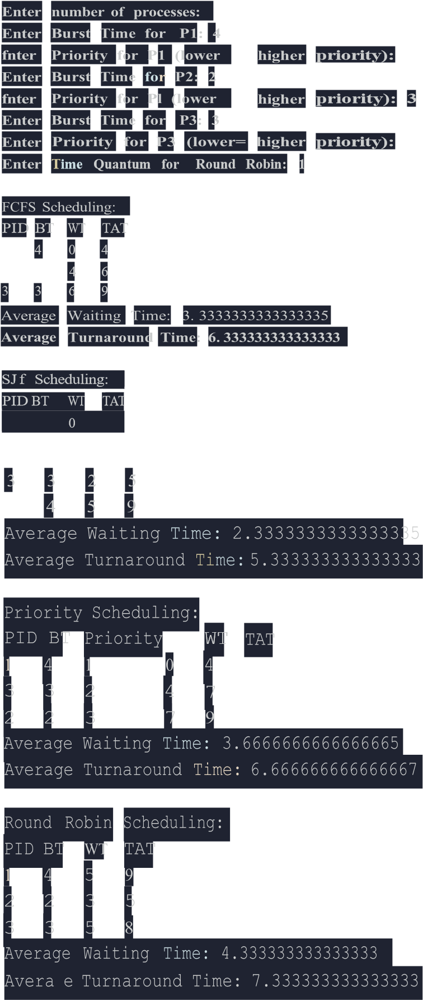 Enter number of processes:
Enter Burst Time for P1: 4
fnter Priority for P1 (lower higher priority):
Enter Burst Time for P2: 2
fnter Priority for Pl (lower higher priority): 3
Enter Burst Time for P3: 3
Enter Priority for P3 (lower= higher priority):
Enter Time Quantum for Round Robin: 1
FCFS Scheduling:
PID BT WT TAT
4 0 4
4 6
3 3 6 9
Average Waiting Time: 3. 3333333333333335
Average Turnaround Time: 6. 333333333333333
SJf Scheduling:
PID BT WT TAT
0
3 3 2 5
4 5 9
Average Waiting Time: 2.3333333333333335
Average Turnaround Time: 5.333333333333333
Priority Scheduling:
PID BT Priority WT TAT
1 4 1 0 4
3 3 2 4 7
2 2 3 7 9
Average Waiting Time: 3.6666666666666665
Average Turnaround Time: 6.666666666666667
Round Robin Scheduling:
PID BT WT TAT
1 4 5 9
2 2 3 5
3 3 5 8
Average Waiting Time: 4.333333333333333
Avera e Turnaround Time: 7.333333333333333